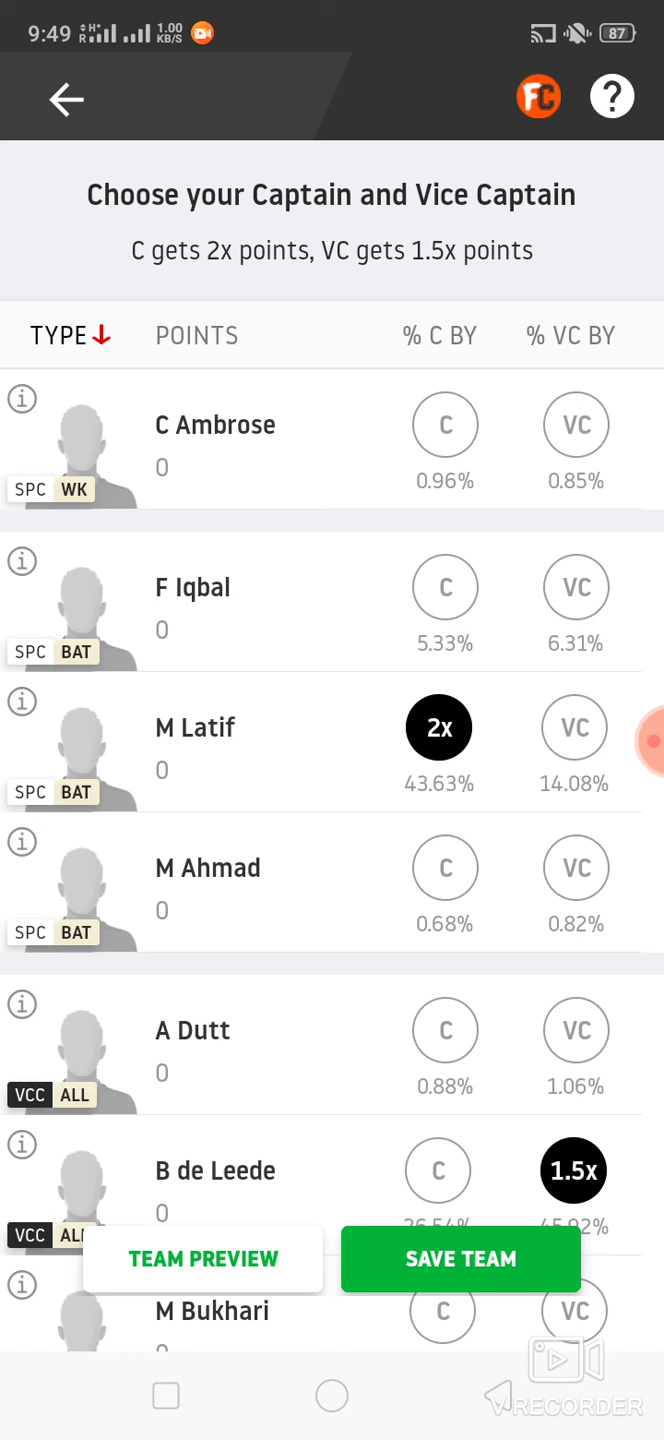 9:49 R H+ 1.00 KB/S 87
FC ?
Choose your Captain and Vice Captain
C gets 2x points, VC gets 1.5x points
TYPE POINTS % C BY % VC BY
C Ambrose C VC
0 0.96% 0.85%
SPC WK
F Iqbal C VC
0 5.33% 6.31%
SPC BAT
M Latif 2x VC
0 43.63% 14.08%
SPC BAT
M Ahmad C VC
0 0.68% 0.82%
SPC BAT
A Dutt C VC
0 0.88% 1.06%
VCC ALL
B de Leede C 1.5x
0 26.54% 45.92%
VCC
TEAM PREVIEW SAVE TEAM
M Bukhari C VC
V RECORDER